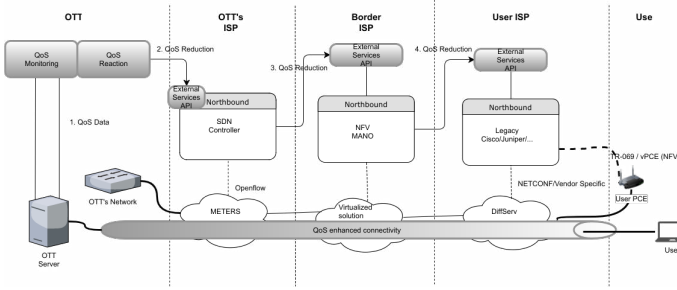 OTT
OTT's
ISP
Border
ISP
User ISP
Use
QoS
Monitoring
QoS
Reaction
2. QoS Reduction
3. QoS Reduction
4. QoS Reduction
External
Services
API
External
Services
API
External
Services
API
Northbound
SDN
Controller
Northbound
NFV
MANO
Northbound
Legacy
Cisco/Juniper/...
1. QoS Data
TR-069 / vPCE (NFV
OTT's Network
Openflow
NETCONF/Vendor Specific
User PCE
METERS
Virtualized
solution
DiffServ
QoS enhanced connectivity
OTT
Server
Use